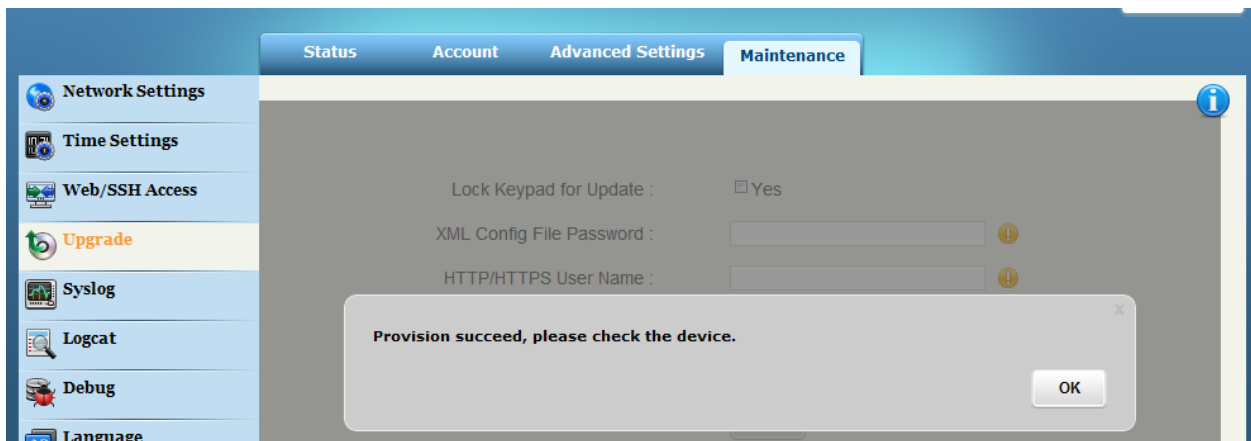 Status Account Advanced Settings Maintenance
Network Settings
Time Settings
Web/SSH Access
Upgrade
Syslog
Logcat
Debug
Language
Lock Keypad for Update : Yes
XML Config File Password :
HTTP/HTTPS User Name :
Provision succeed, please check the device.
x
OK